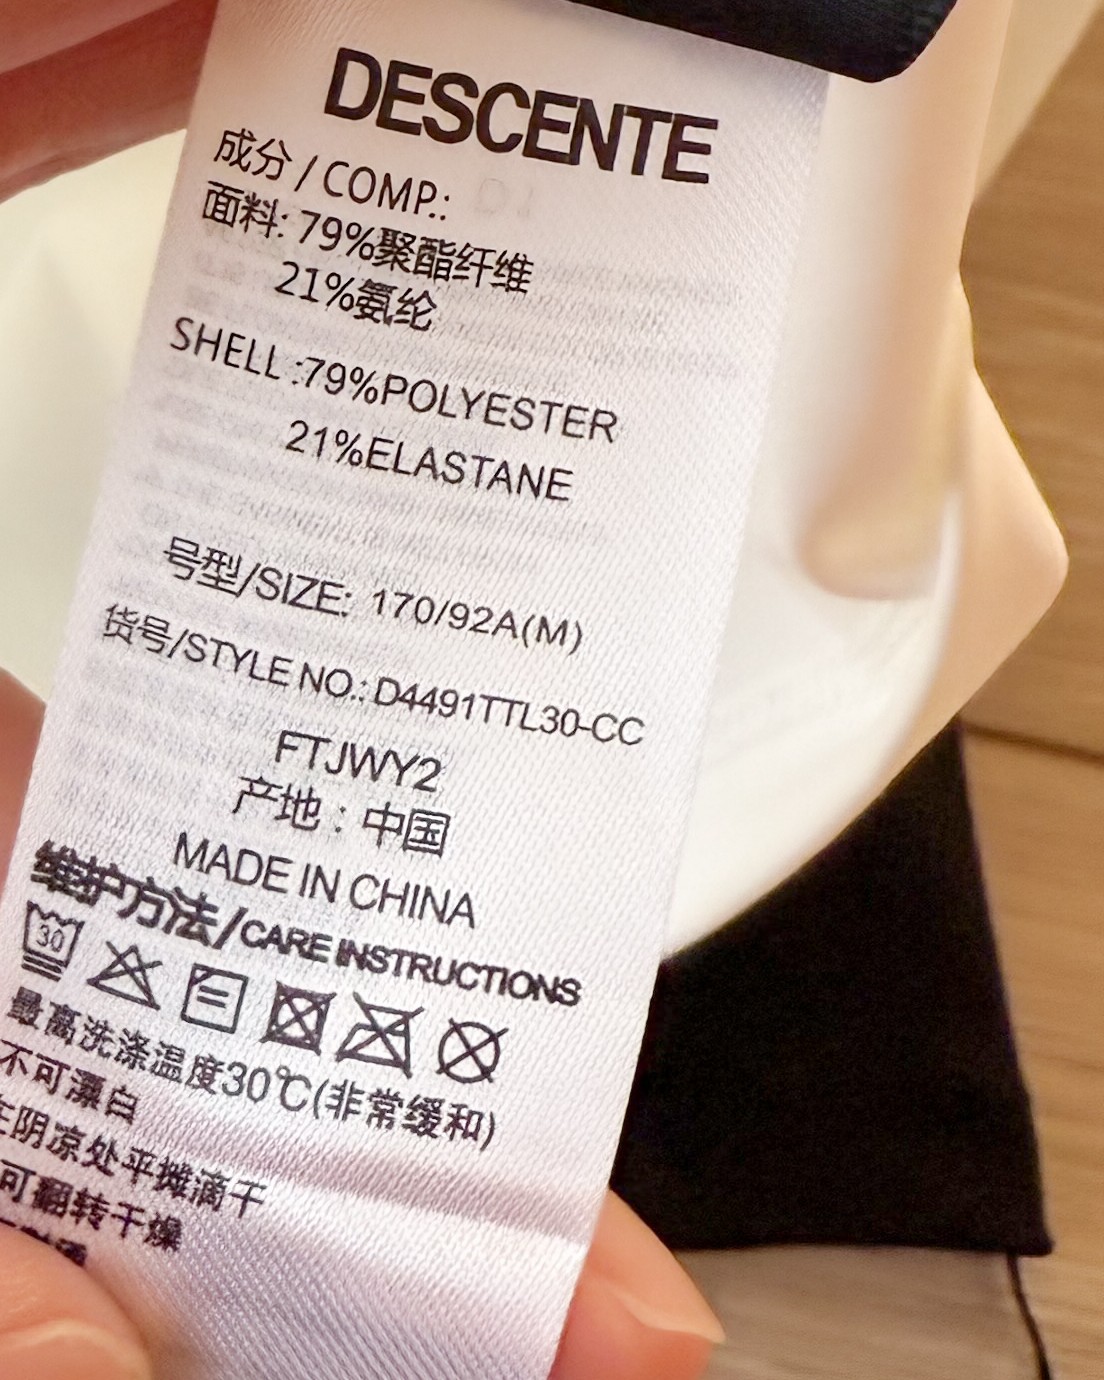 DESCENTE
成分 / COMP.:
面料: 79%聚酯纤维
21%氨纶
SHELL :79%POLYESTER
21%ELASTANE
号型/SIZE: 170/92A(M)
货号/STYLE NO.: D4491TTL30-CC
FTJWY2
产地：中国
MADE IN CHINA
维护方法/CARE INSTRUCTIONS
30
最高洗涤温度30℃(非常缓和)
不可漂白
在阴凉处平摊滴干
可翻转干燥